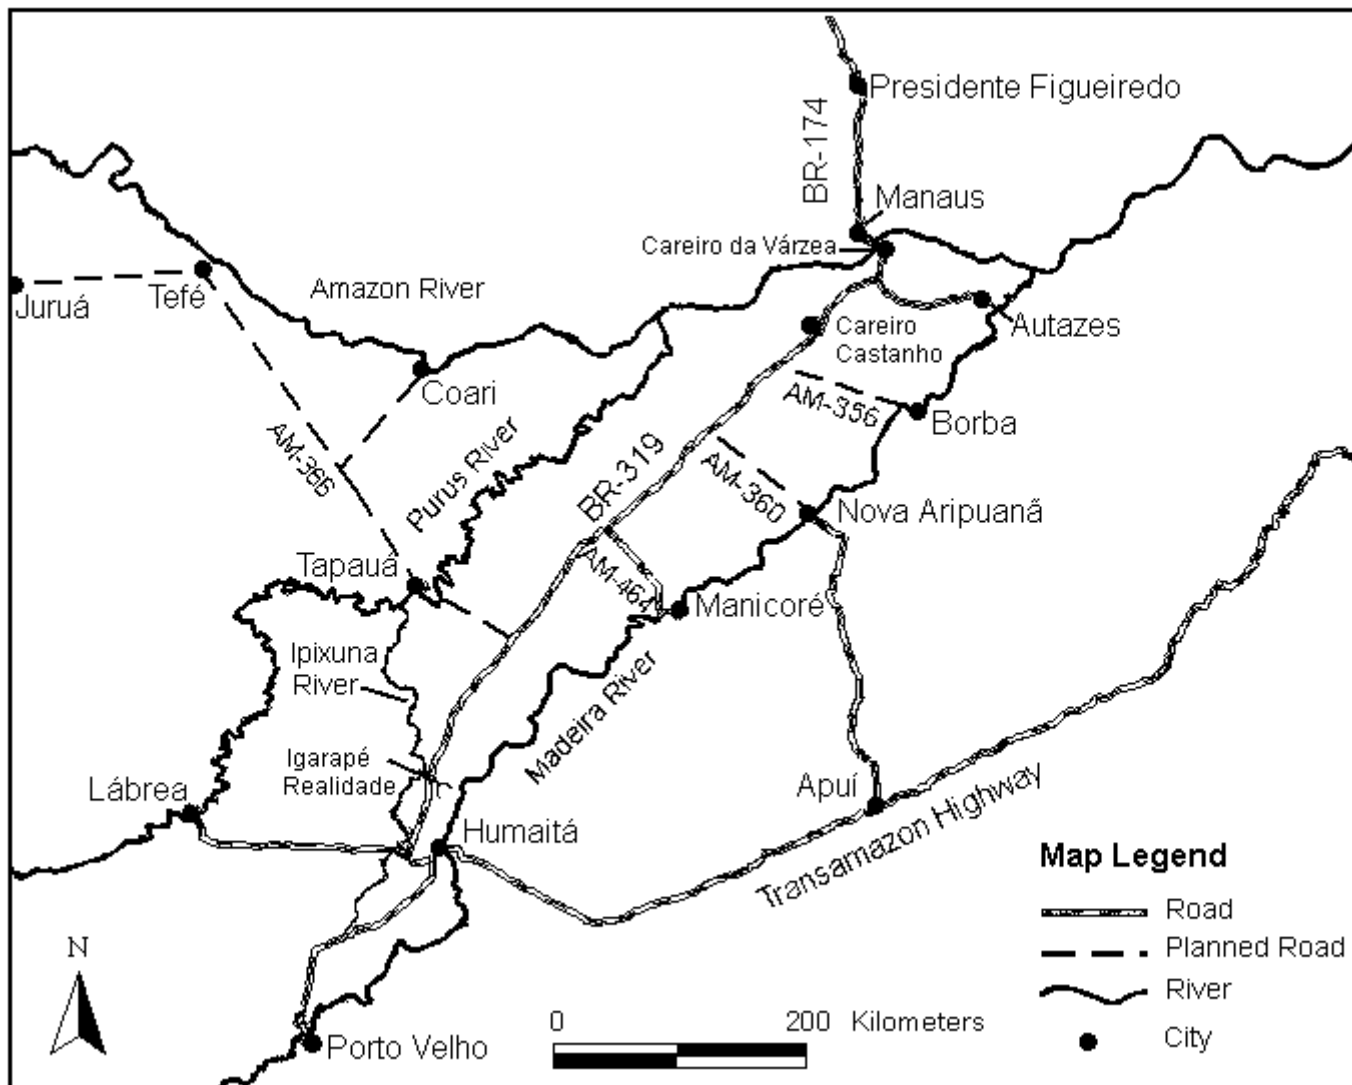 Presidente Figueiredo
BR-174
Manaus
Careiro da Várzea
Amazon River
Juruá
Tefé
Autazes
Careiro
Castanho
Coari
AM-356
Borba
AM-366
Purus River
BR-319
AM-360
Nova Aripuanã
Tapauá
AM-464
Manicoré
Ipixuna
River
Madeira River
Igarapé
Realidade
Lábrea
Apuí
Humaitá
Transamazon Highway
Map Legend
Road
Planned Road
River
City
N
0 200 Kilometers
Porto Velho